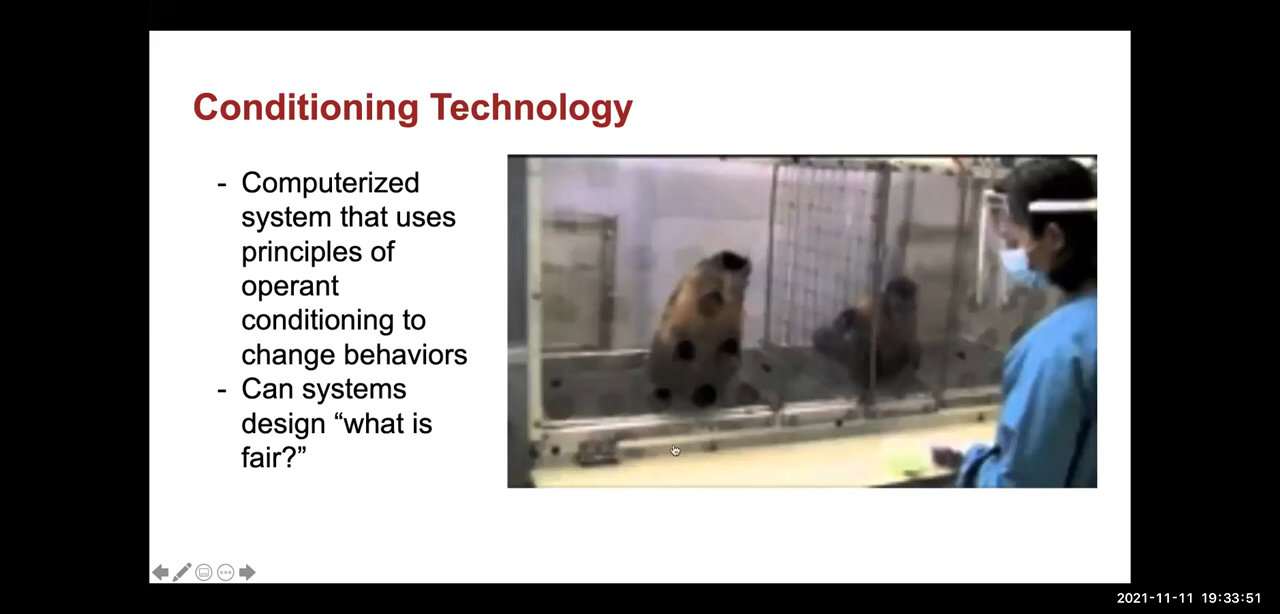 Conditioning Technology
- Computerized
system that uses
principles of
operant
conditioning to
change behaviors
- Can systems
design “what is
fair?”
2021-11-11 19:33:51